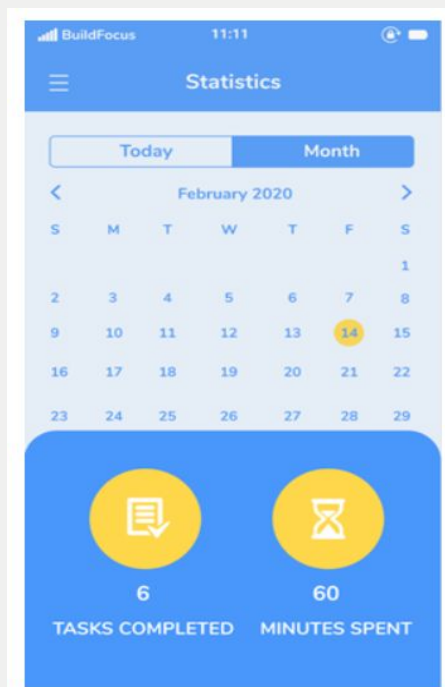 BuildFocus 11:11
Statistics
Today Month
< February 2020 >
S M T W T F S
1
2 3 4 5 6 7 8
9 10 11 12 13 14 15
16 17 18 19 20 21 22
23 24 25 26 27 28 29
6 60
TASKS COMPLETED MINUTES SPENT